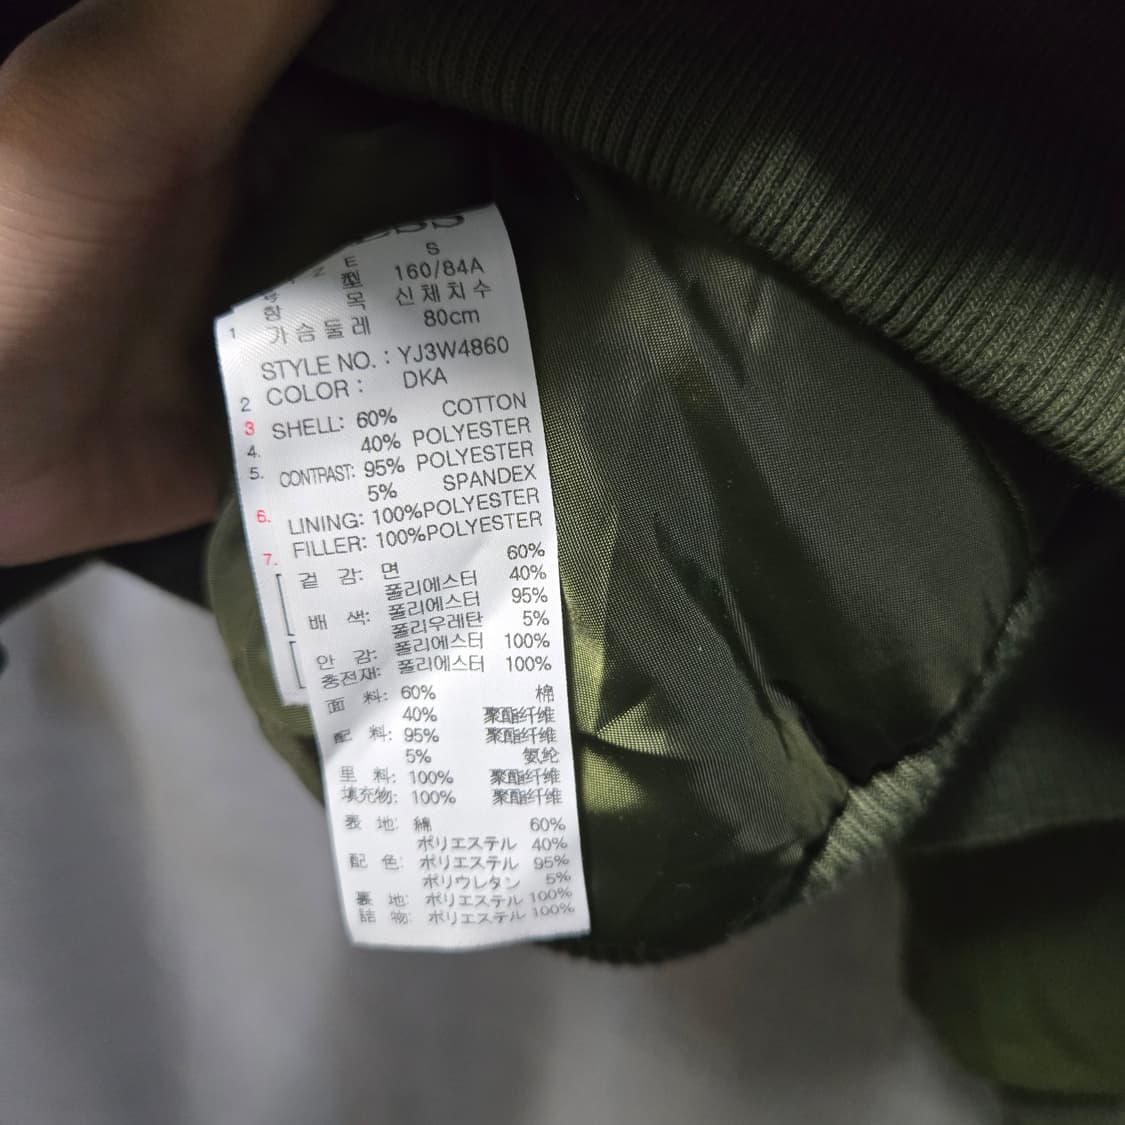 S
型 160/84A
목 신체치수
1 가슴둘레 80cm
STYLE NO. : YJ3W4860
2 COLOR : DKA
3 SHELL: 60% COTTON
4. 40% POLYESTER
5. CONTRAST: 95% POLYESTER
5% SPANDEX
6. LINING: 100%POLYESTER
7. FILLER: 100%POLYESTER
겉 감: 면 60%
폴리에스터 40%
배 색: 폴리에스터 95%
폴리우레탄 5%
안 감: 폴리에스터 100%
충전재: 폴리에스터 100%
面 料: 60% 棉
40% 聚酯纤维
配 料: 95% 聚酯纤维
5% 氨纶
里 料: 100% 聚酯纤维
填充物: 100% 聚酯纤维
表 地: 綿 60%
ポリエステル 40%
配 色: ポリエステル 95%
ポリウレタン 5%
裏 地: ポリエステル 100%
詰 物: ポリエステル 100%